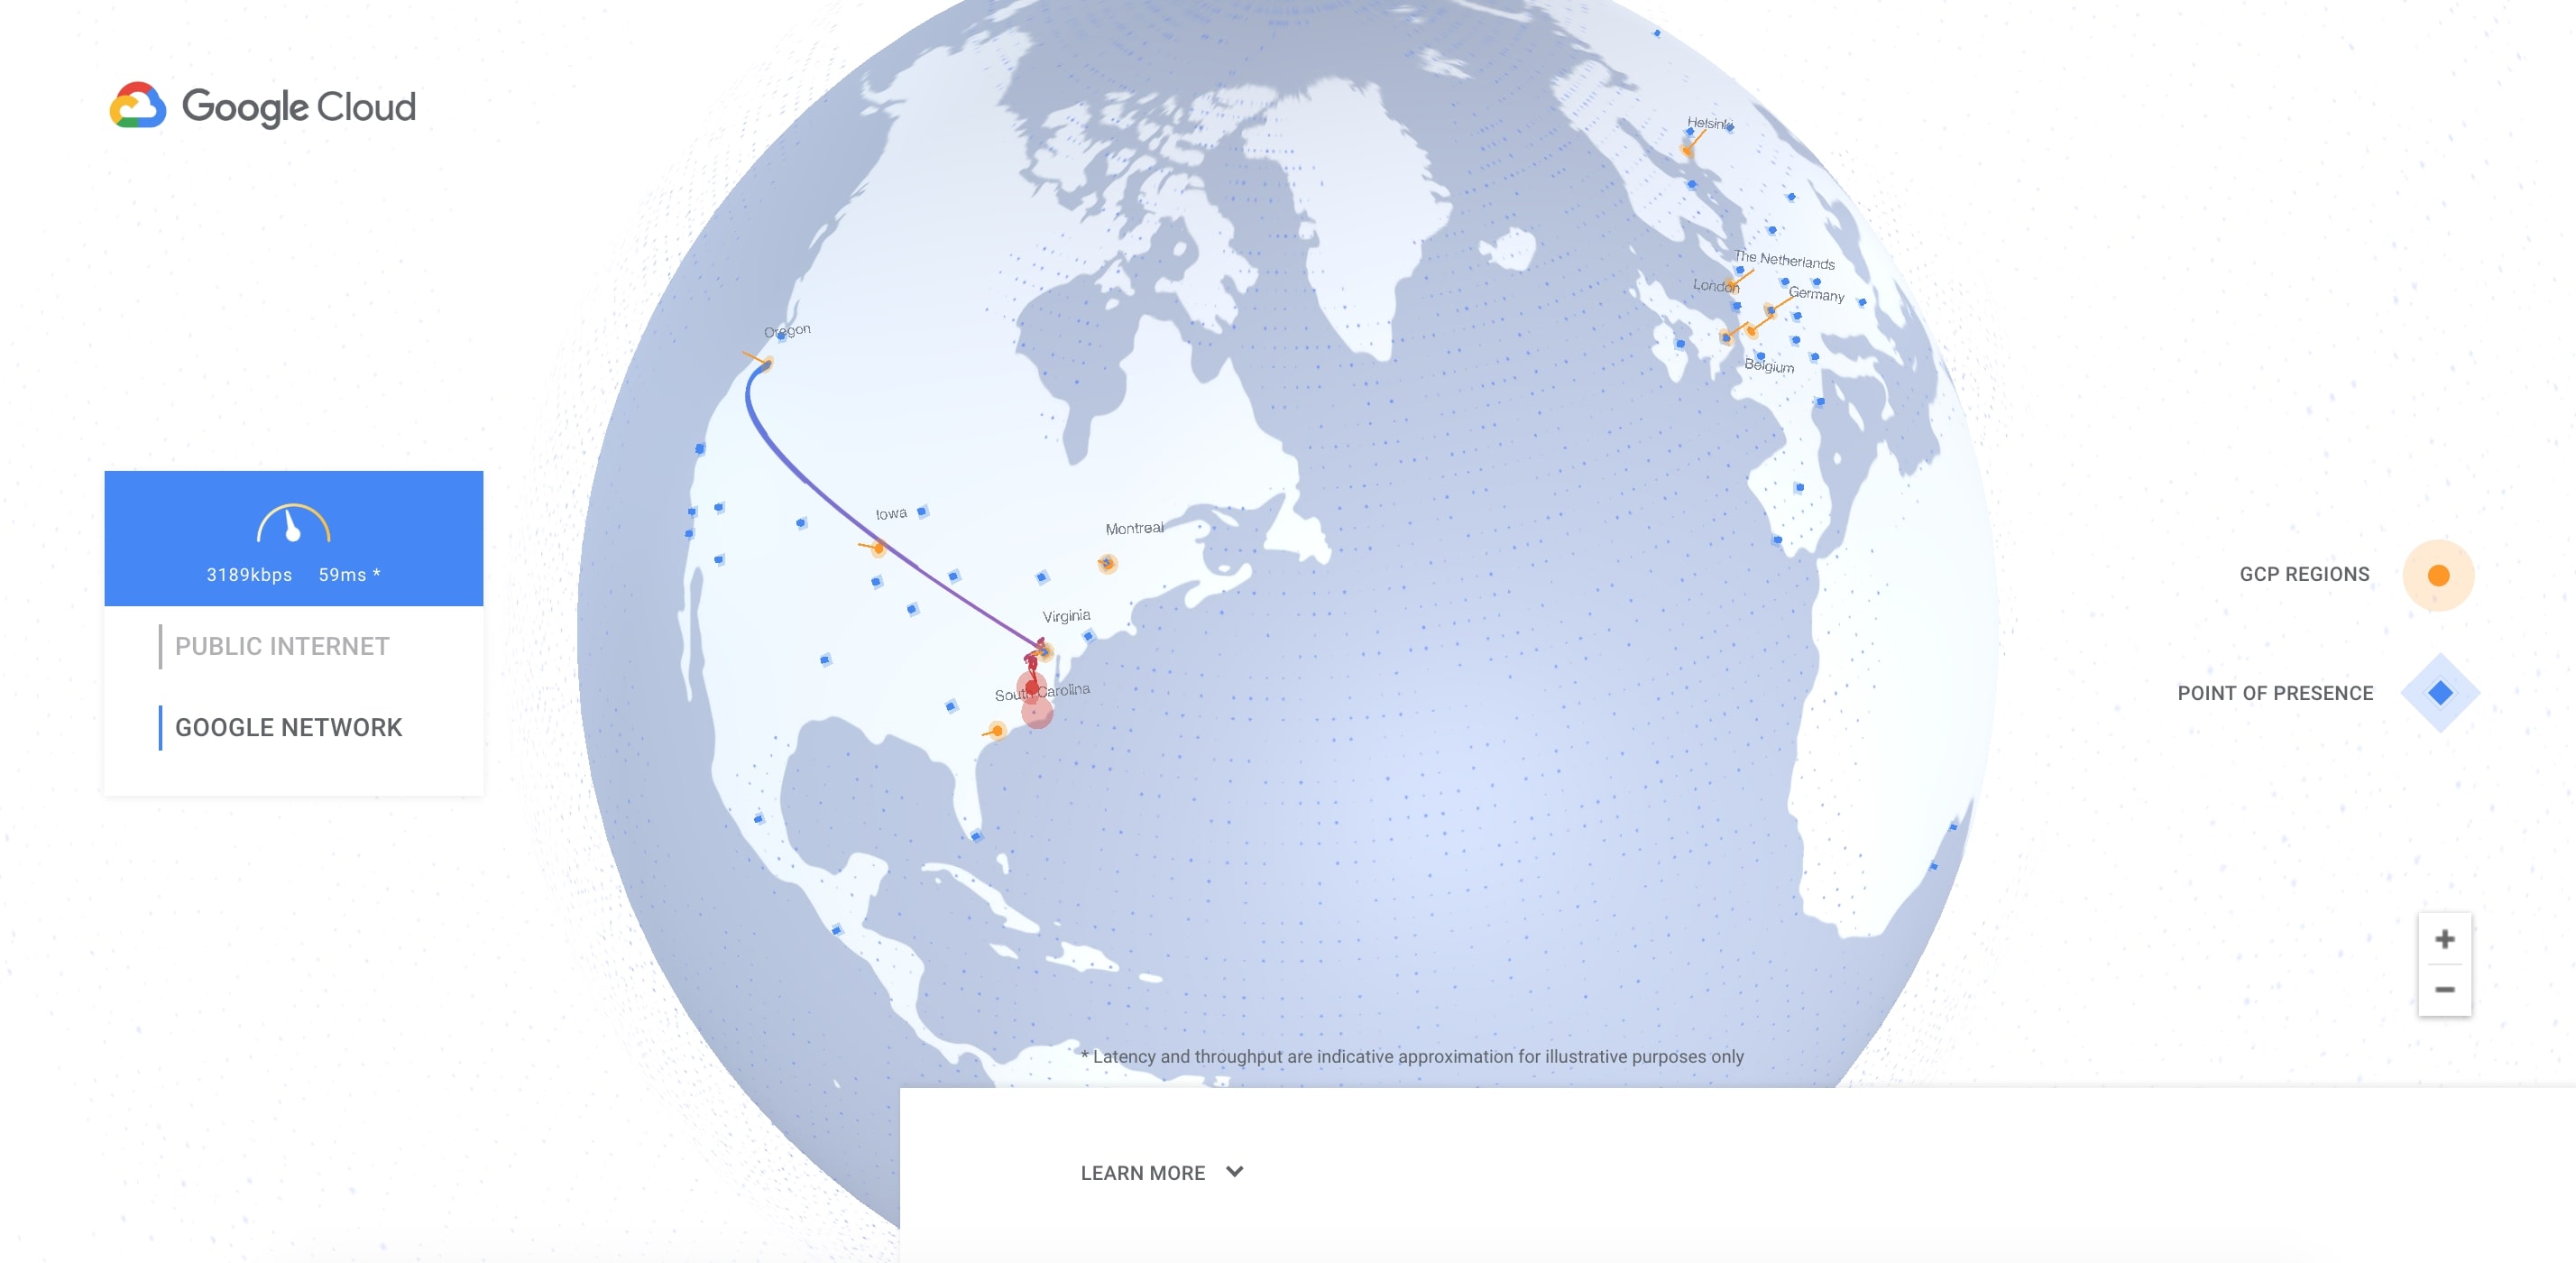 Google Cloud
Helsinki
The Netherlands
London
Germany
Belgium
Oregon
Iowa
Montreal
Virginia
South Carolina
3189kbps 59ms *
PUBLIC INTERNET
GOOGLE NETWORK
GCP REGIONS
POINT OF PRESENCE
+
−
* Latency and throughput are indicative approximation for illustrative purposes only
LEARN MORE